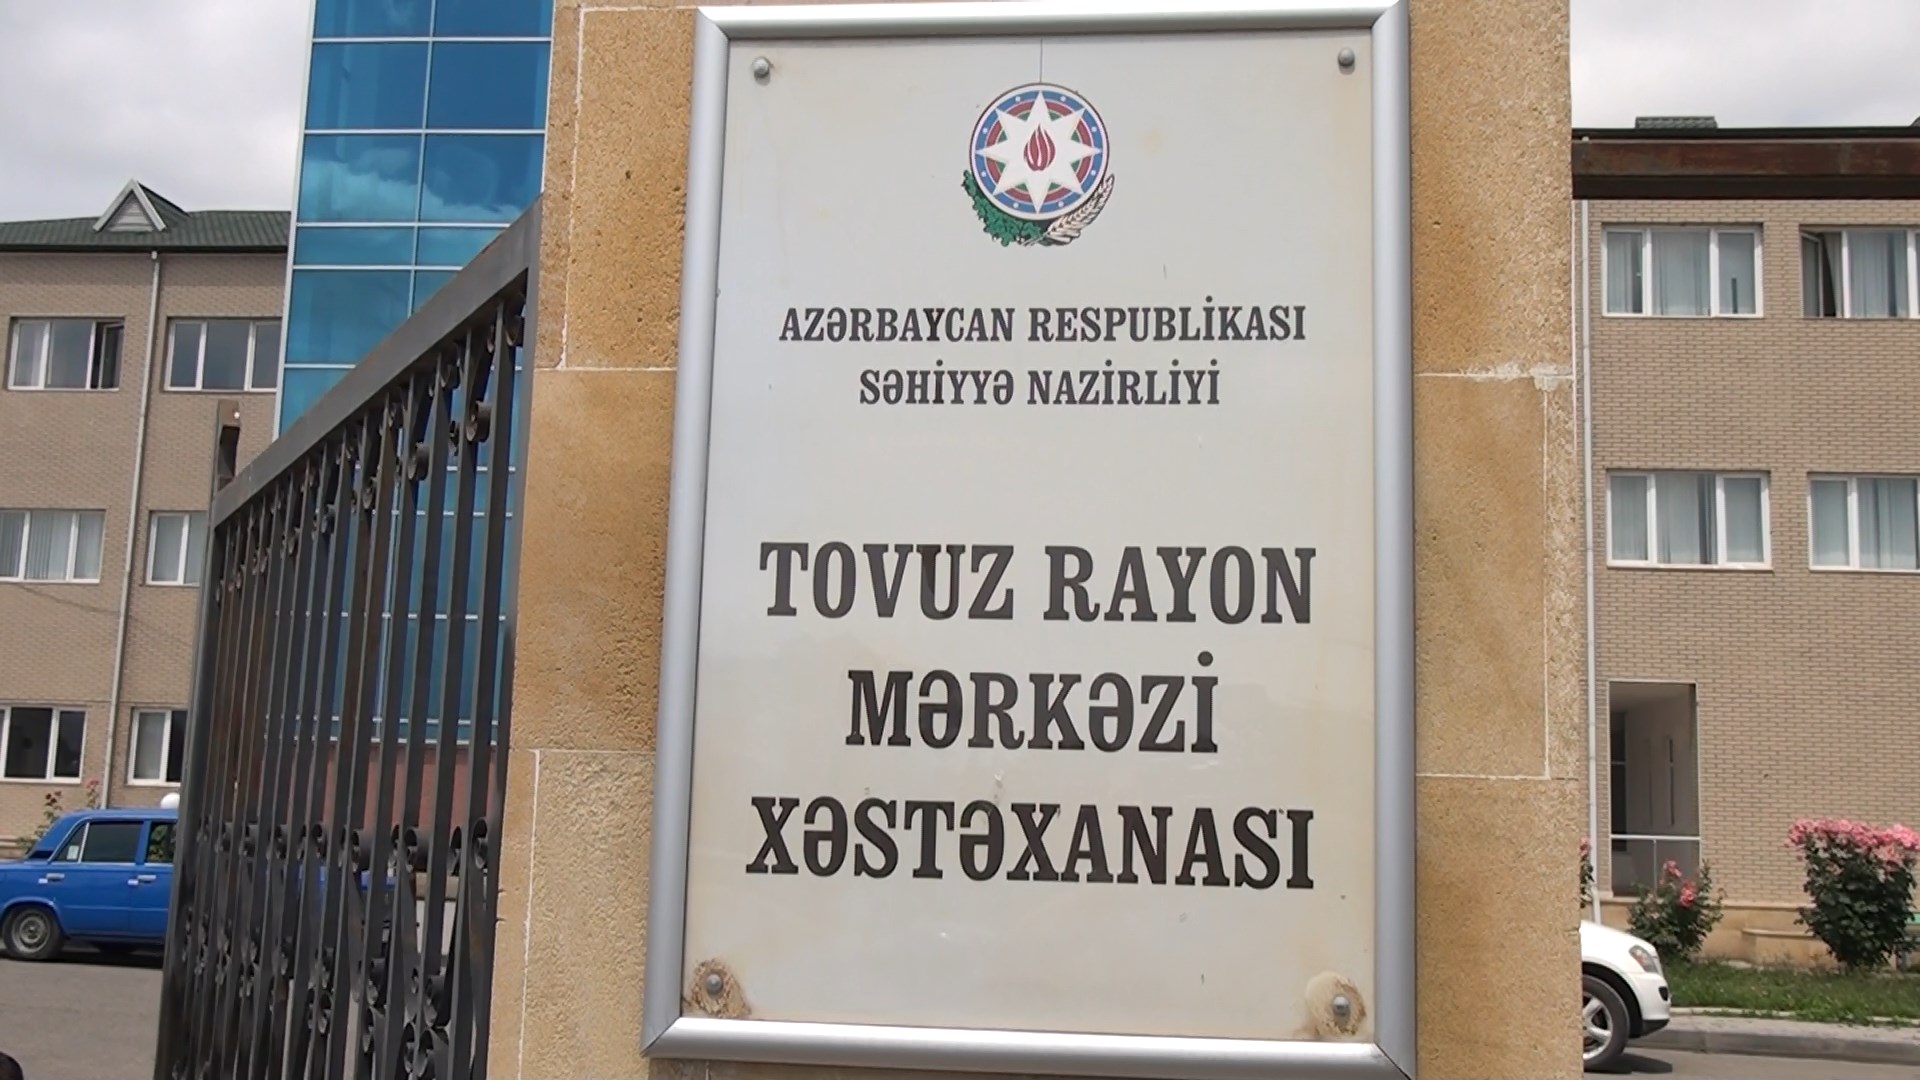 AZƏRBAYCAN RESPUBLİKASI
SƏHİYYƏ NAZİRLİYİ
TOVUZ RAYON
MƏRKƏZİ
XƏSTƏXANASI